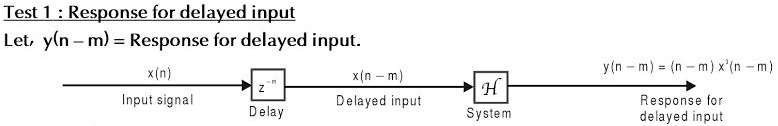 Test 1 : Response for delayed input
Let, y(n – m) = Response for delayed input.
x(n)
Input signal
z⁻ᵐ
Delay
x(n – m)
Delayed input
H
System
y(n – m) = (n – m) x²(n – m)
Response for
delayed input